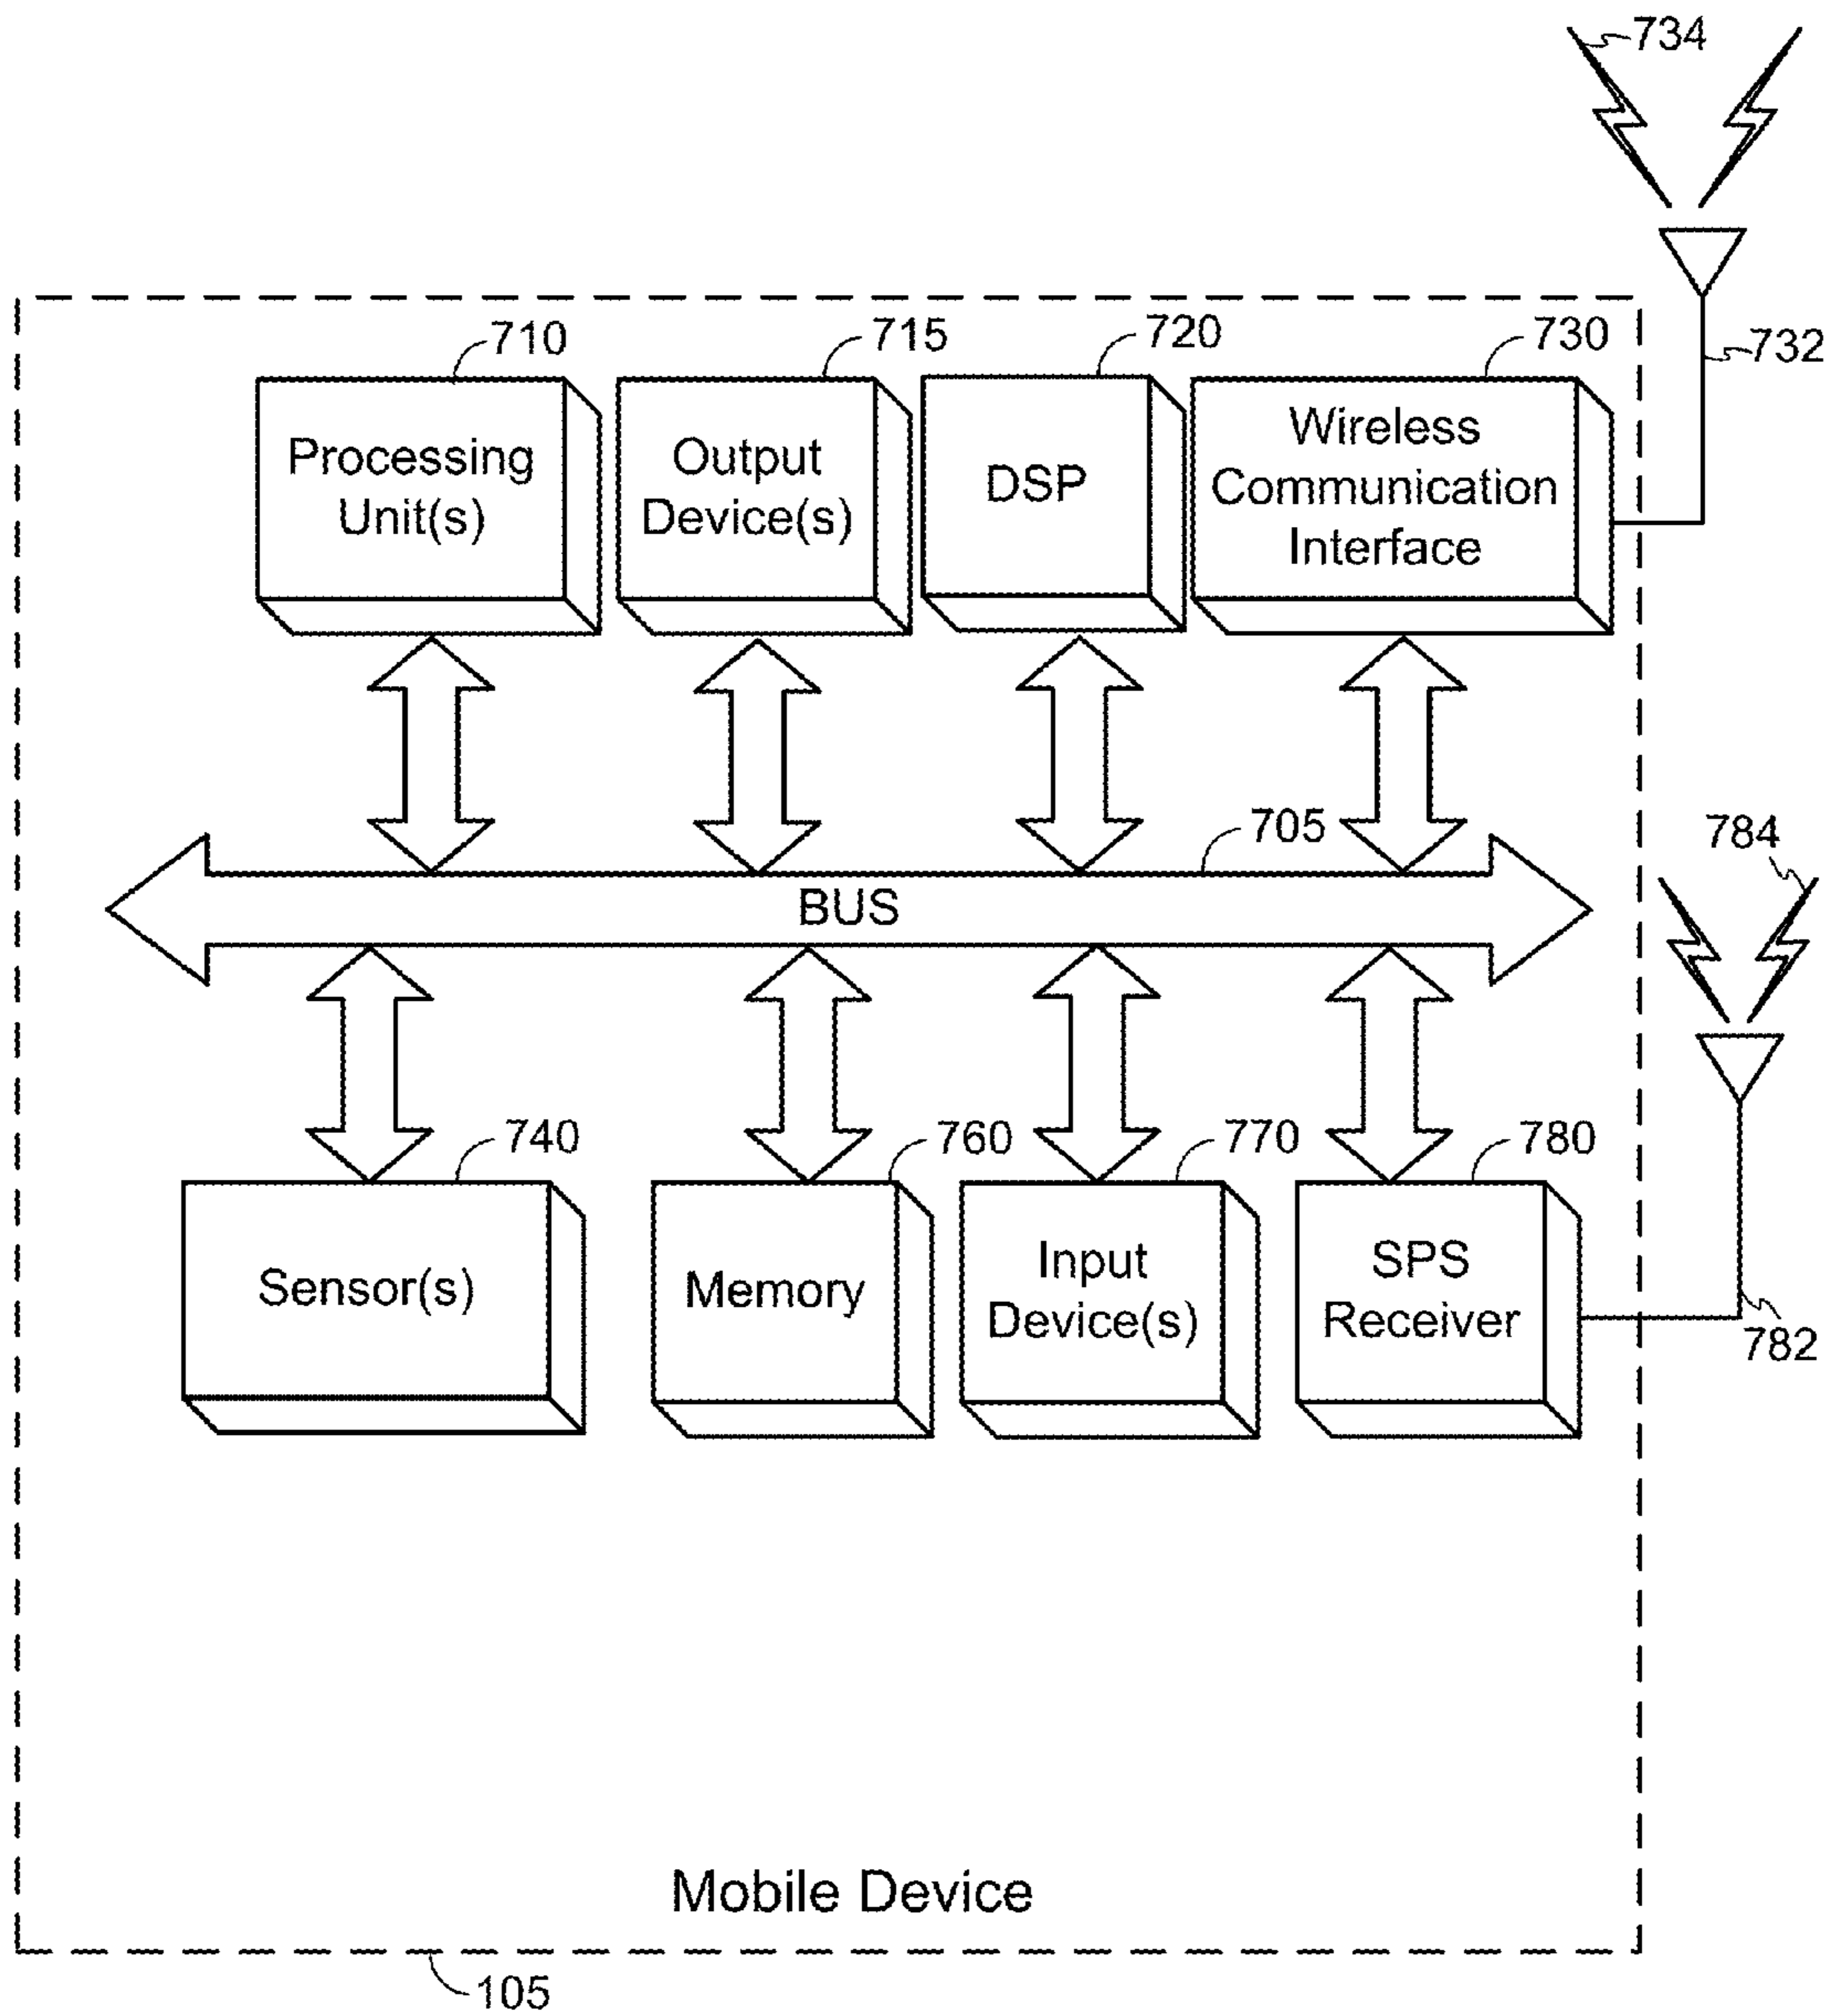 734
732
710
715
720
730
Processing
Unit(s)
Output
Device(s)
DSP
Wireless
Communication
Interface
705
BUS
784
740
760
770
780
782
Sensor(s)
Memory
Input
Device(s)
SPS
Receiver
Mobile Device
105